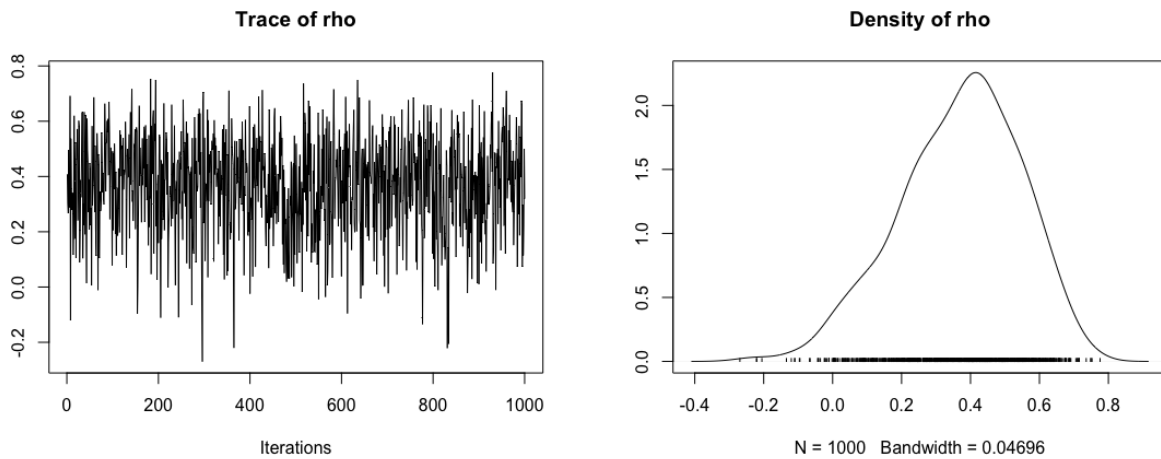 Trace of rho
0.8
0.6
0.4
0.2
0.0
-0.2
0 200 400 600 800 1000
Iterations
Density of rho
2.0
1.5
1.0
0.5
0.0
-0.4 -0.2 0.0 0.2 0.4 0.6 0.8
N = 1000 Bandwidth = 0.04696